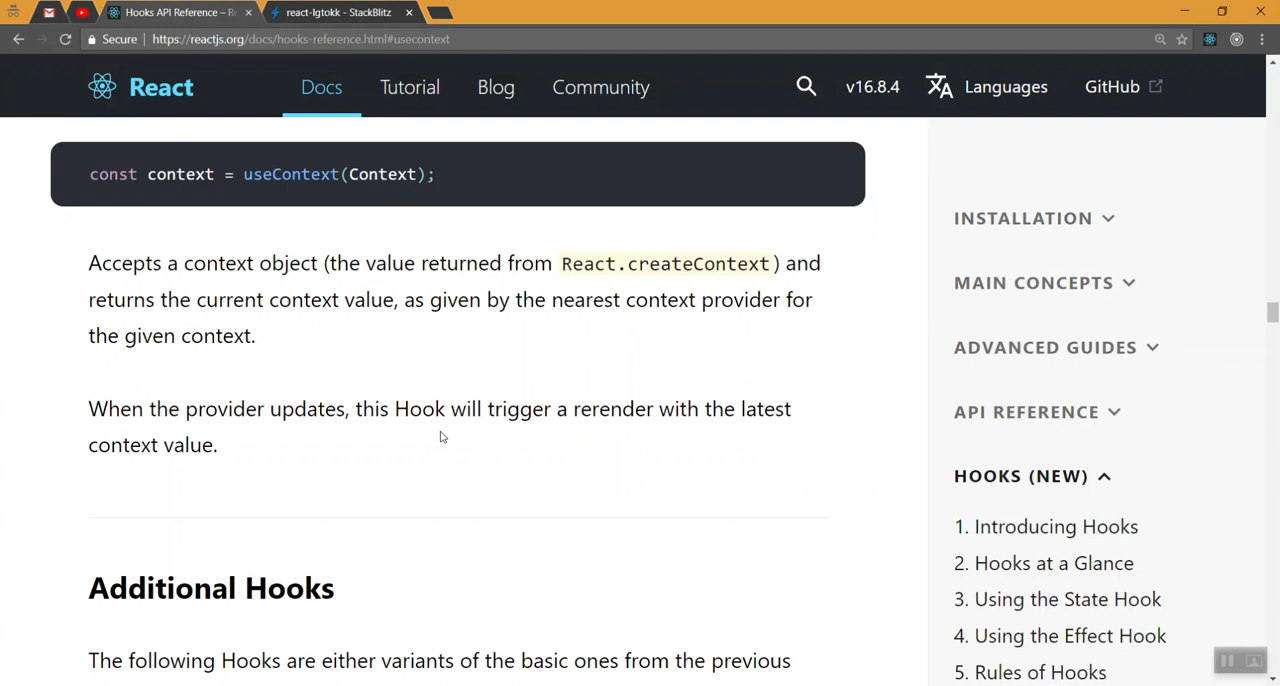 Hooks API Reference – R
react-lgtokk - StackBlitz
Secure
https://reactjs.org/docs/hooks-reference.html#usecontext
React
Docs
Tutorial
Blog
Community
v16.8.4
Languages
GitHub
const context = useContext(Context);
Accepts a context object (the value returned from React.createContext) and
returns the current context value, as given by the nearest context provider for
the given context.
When the provider updates, this Hook will trigger a rerender with the latest
context value.
Additional Hooks
The following Hooks are either variants of the basic ones from the previous
INSTALLATION
MAIN CONCEPTS
ADVANCED GUIDES
API REFERENCE
HOOKS (NEW)
1. Introducing Hooks
2. Hooks at a Glance
3. Using the State Hook
4. Using the Effect Hook
5. Rules of Hooks